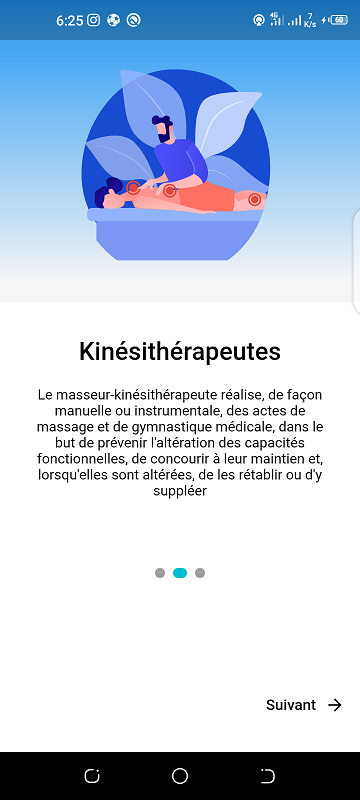 6:25
4G
7
K/s
60
Kinésithérapeutes
Le masseur-kinésithérapeute réalise, de façon
manuelle ou instrumentale, des actes de
massage et de gymnastique médicale, dans le
but de prévenir l'altération des capacités
fonctionnelles, de concourir à leur maintien et,
lorsqu'elles sont altérées, de les rétablir ou d'y
suppléer
Suivant